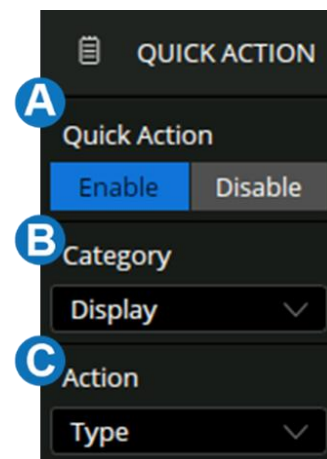 QUICK ACTION
A
Quick Action
Enable Disable
B
Category
Display
C
Action
Type